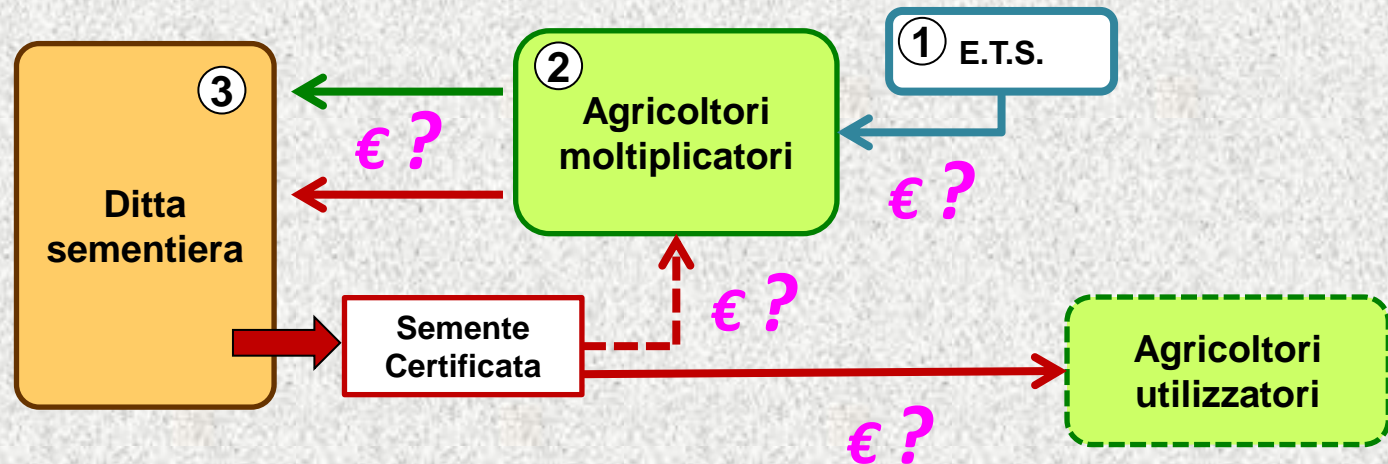 1
E.T.S.
2
Agricoltori
moltiplicatori
3
Ditta
sementiera
€ ?
€ ?
€ ?
Semente
Certificata
Agricoltori
utilizzatori
€ ?